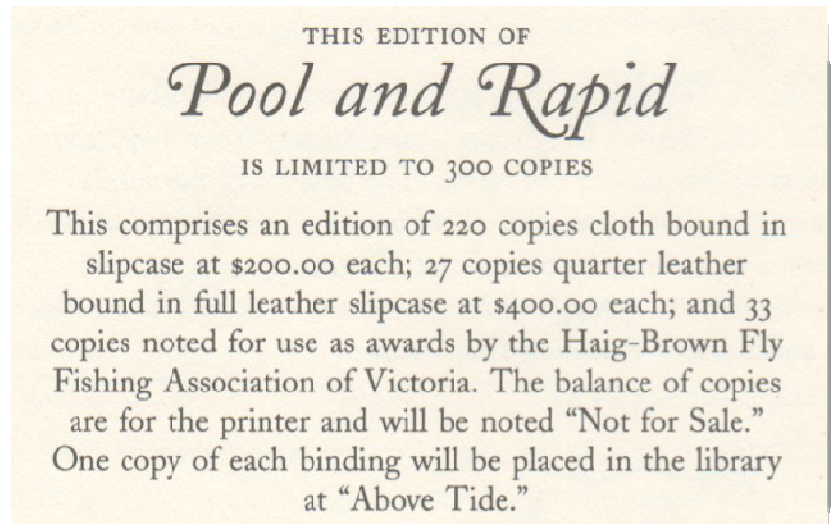 THIS EDITION OF
Pool and Rapid
IS LIMITED TO 300 COPIES
This comprises an edition of 220 copies cloth bound in
slipcase at $200.00 each; 27 copies quarter leather
bound in full leather slipcase at $400.00 each; and 33
copies noted for use as awards by the Haig-Brown Fly
Fishing Association of Victoria. The balance of copies
are for the printer and will be noted “Not for Sale.”
One copy of each binding will be placed in the library
at “Above Tide.”